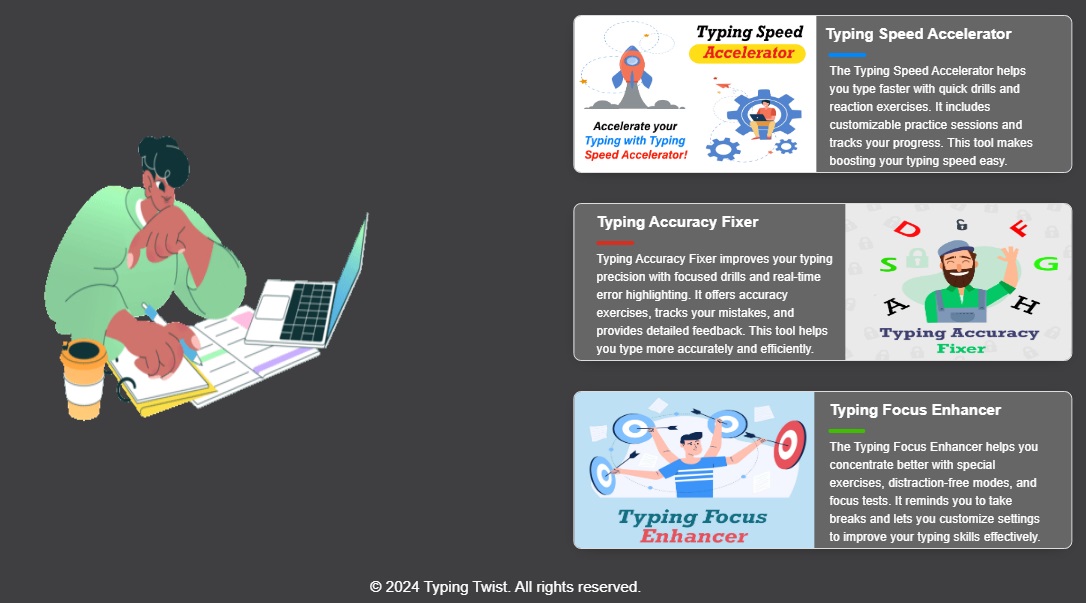 Typing Speed
Accelerator
Accelerate your
Typing with Typing
Speed Accelerator!
Typing Speed Accelerator
The Typing Speed Accelerator helps
you type faster with quick drills and
reaction exercises. It includes
customizable practice sessions and
tracks your progress. This tool makes
boosting your typing speed easy.
Typing Accuracy Fixer
Typing Accuracy Fixer improves your typing
precision with focused drills and real-time
error highlighting. It offers accuracy
exercises, tracks your mistakes, and
provides detailed feedback. This tool helps
you type more accurately and efficiently.
A S D F G H
Typing Accuracy
Fixer
Typing Focus
Enhancer
Typing Focus Enhancer
The Typing Focus Enhancer helps you
concentrate better with special
exercises, distraction-free modes, and
focus tests. It reminds you to take
breaks and lets you customize settings
to improve your typing skills effectively.
© 2024 Typing Twist. All rights reserved.